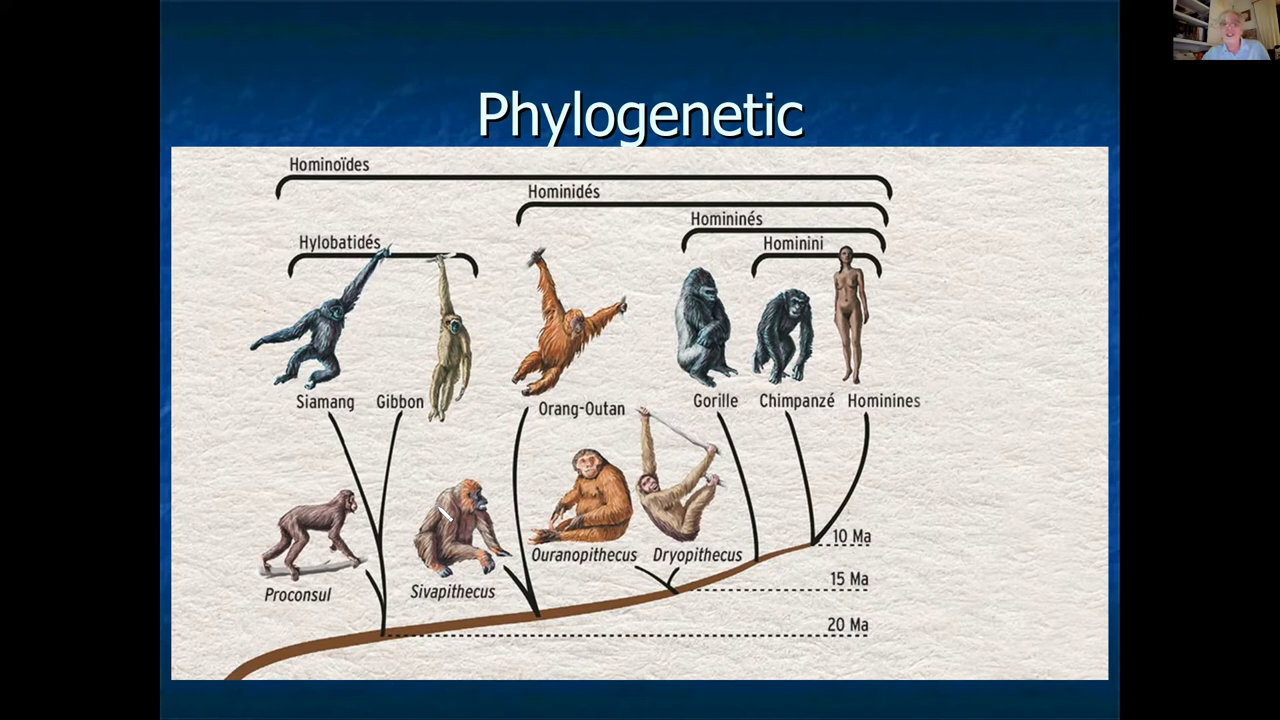 Phylogenetic
Hominoïdes
Hominidés
Homininés
Hylobatidés
Hominini
Siamang
Gibbon
Orang-Outan
Gorille
Chimpanzé
Hominines
Proconsul
Sivapithecus
Ouranopithecus
Dryopithecus
10 Ma
15 Ma
20 Ma